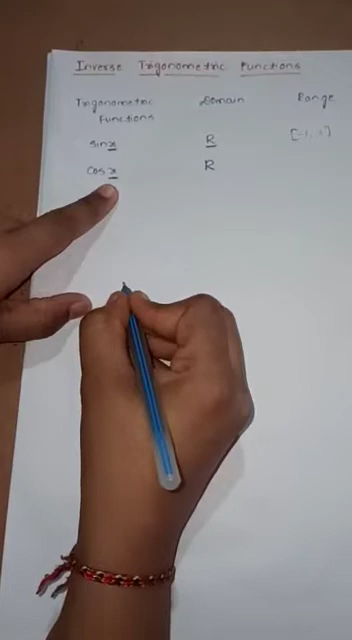 Inverse Trigonometric Functions
Trigonometric Functions Domain Range
sin x R [-1, 1]
cos x R